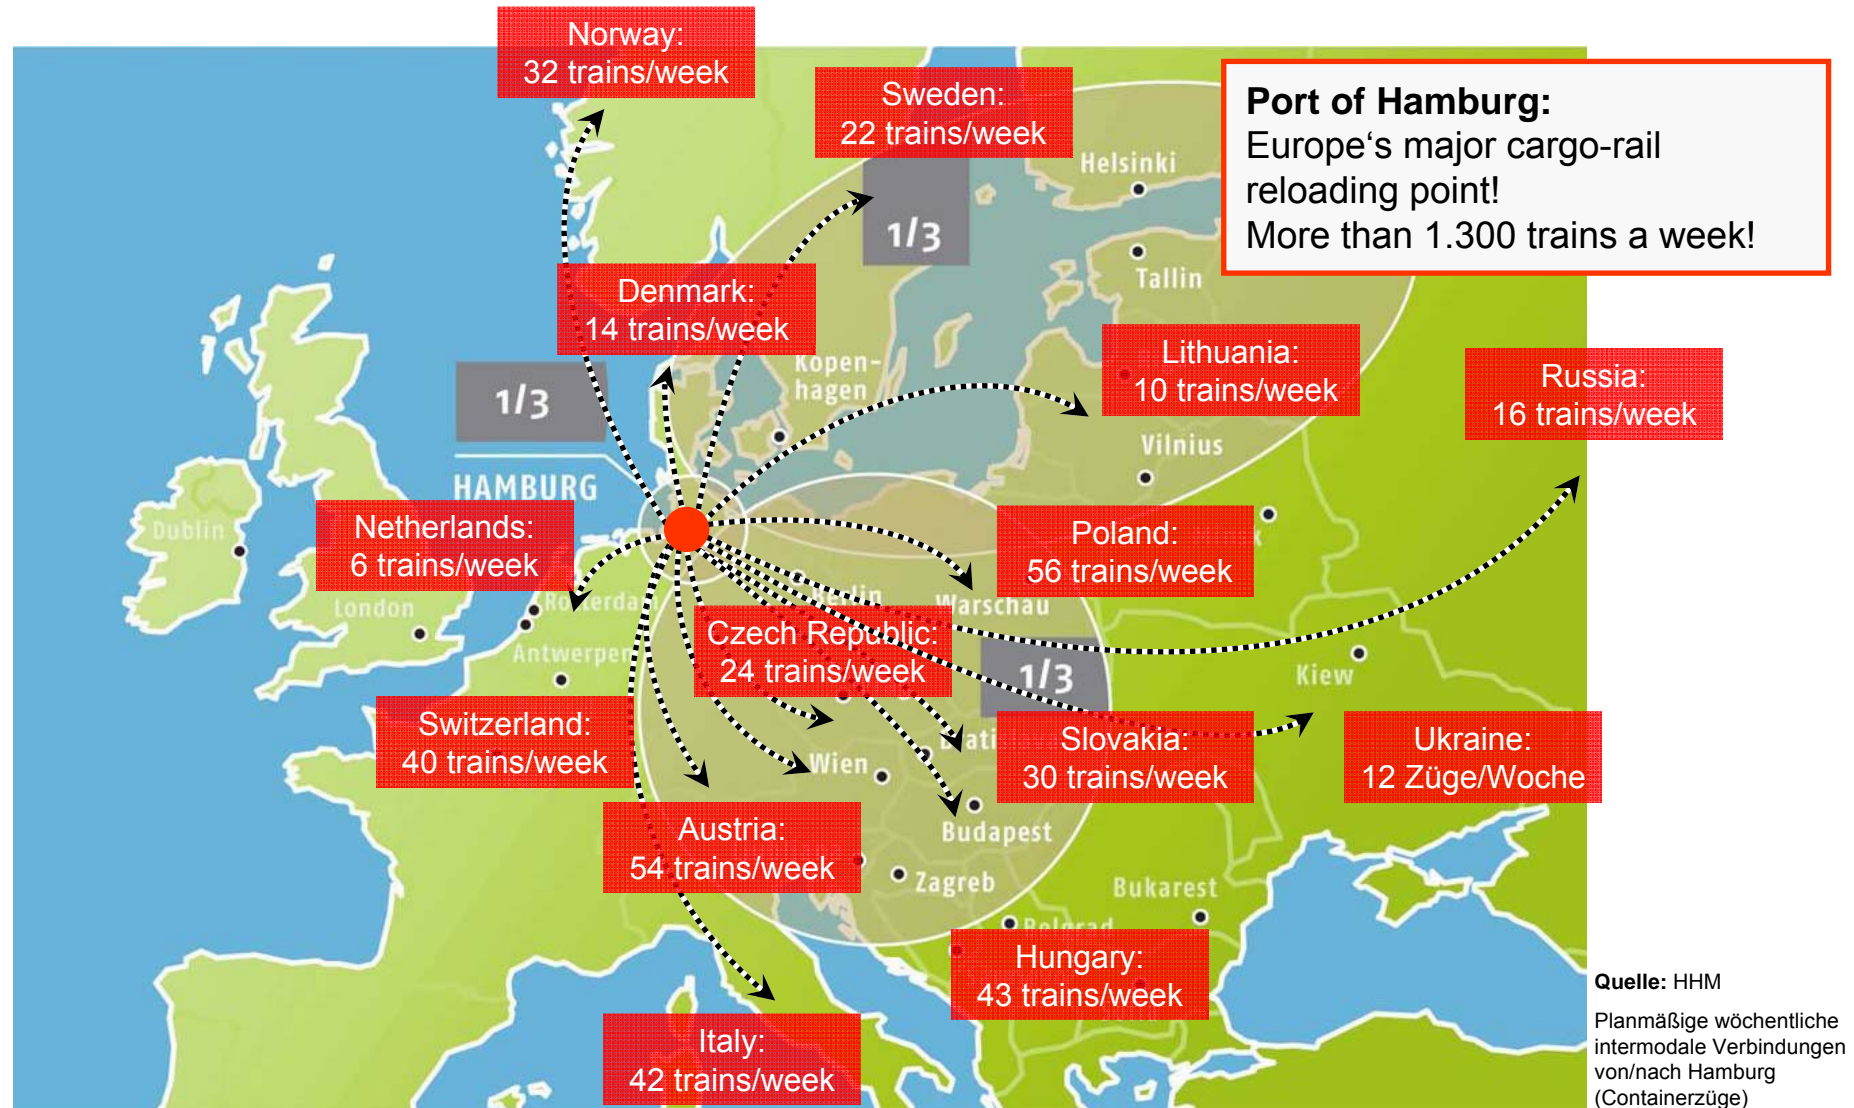 Norway:
32 trains/week
Sweden:
22 trains/week
Port of Hamburg:
Europe‘s major cargo-rail
reloading point!
More than 1.300 trains a week!
Helsinki
1/3
Tallin
Denmark:
14 trains/week
Kopen-
hagen
Lithuania:
10 trains/week
Russia:
16 trains/week
1/3
HAMBURG
Vilnius
Netherlands:
6 trains/week
Dublin
Poland:
56 trains/week
London
Berlin
Warschau
Czech Republic:
24 trains/week
Antwerpen
1/3
Kiew
Switzerland:
40 trains/week
Wien
Slovakia:
30 trains/week
Ukraine:
12 Züge/Woche
Budapest
Austria:
54 trains/week
Zagreb
Bukarest
Belgrad
Hungary:
43 trains/week
Italy:
42 trains/week
Quelle: HHM
Planmäßige wöchentliche
intermodale Verbindungen
von/nach Hamburg
(Containerzüge)